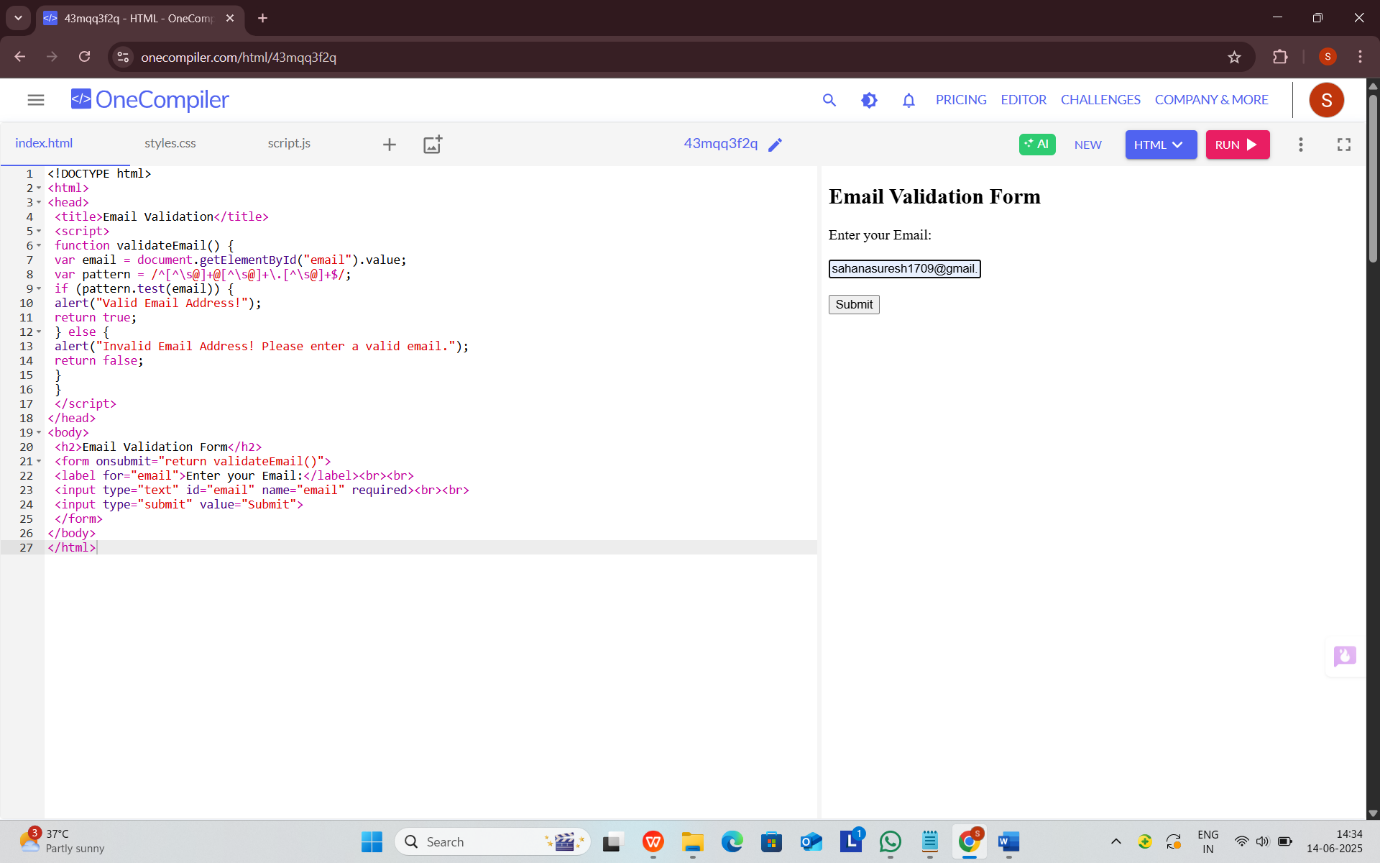 43mqq3f2q - HTML - OneComp
onecompiler.com/html/43mqq3f2q
S
</> OneCompiler
PRICING EDITOR CHALLENGES COMPANY & MORE
S
index.html styles.css script.js
43mqq3f2q
AI NEW HTML RUN
1 <!DOCTYPE html>
2 <html>
3 <head>
4 <title>Email Validation</title>
5 <script>
6 function validateEmail() {
7 var email = document.getElementById("email").value;
8 var pattern = /^[^\s@]+@[^\s@]+\.[^\s@]+$/;
9 if (pattern.test(email)) {
10 alert("Valid Email Address!");
11 return true;
12 } else {
13 alert("Invalid Email Address! Please enter a valid email.");
14 return false;
15 }
16 }
17 </script>
18 </head>
19 <body>
20 <h2>Email Validation Form</h2>
21 <form onsubmit="return validateEmail()">
22 <label for="email">Enter your Email:</label><br><br>
23 <input type="text" id="email" name="email" required><br><br>
24 <input type="submit" value="Submit">
25 </form>
26 </body>
27 </html>
Email Validation Form
Enter your Email:
sahanasuresh1709@gmail.
Submit
3
37°C
Partly sunny
Search
1
S
ENG
IN
14:34
14-06-2025